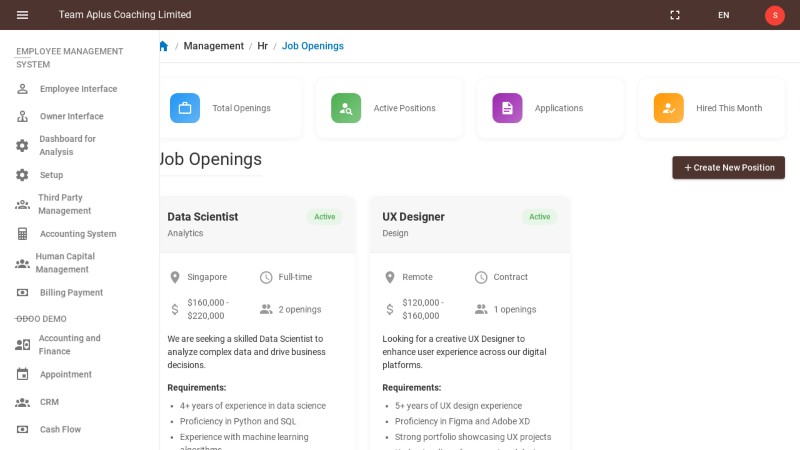 Team Aplus Coaching Limited
EN
S
EMPLOYEE MANAGEMENT
SYSTEM
Employee Interface
Owner Interface
Dashboard for
Analysis
Setup
Third Party
Management
Accounting System
Human Capital
Management
Billing Payment
ODOO DEMO
Accounting and
Finance
Appointment
CRM
Cash Flow
/ Management / Hr / Job Openings
Total Openings
Active Positions
Applications
Hired This Month
Job Openings
+ Create New Position
Data Scientist
Active
Analytics
Singapore
Full-time
$160,000 -
$220,000
2 openings
We are seeking a skilled Data Scientist to
analyze complex data and drive business
decisions.
Requirements:
• 4+ years of experience in data science
• Proficiency in Python and SQL
• Experience with machine learning
algorithms
UX Designer
Active
Design
Remote
Contract
$120,000 -
$160,000
1 openings
Looking for a creative UX Designer to
enhance user experience across our digital
platforms.
Requirements:
• 5+ years of UX design experience
• Proficiency in Figma and Adobe XD
• Strong portfolio showcasing UX projects